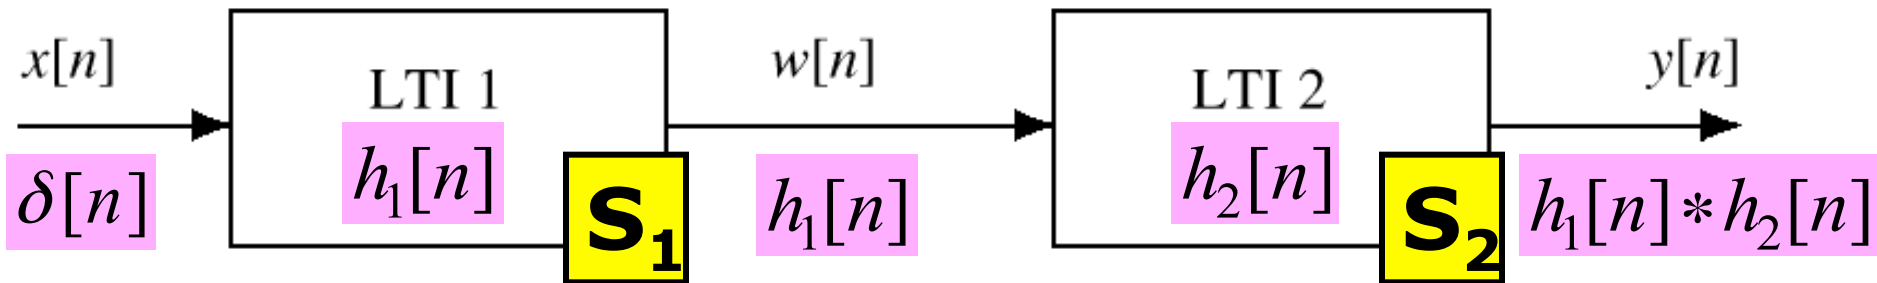 x[n]
LTI 1
w[n]
LTI 2
y[n]
δ[n]
h₁[n]
S₁
h₁[n]
h₂[n]
S₂
h₁[n]*h₂[n]